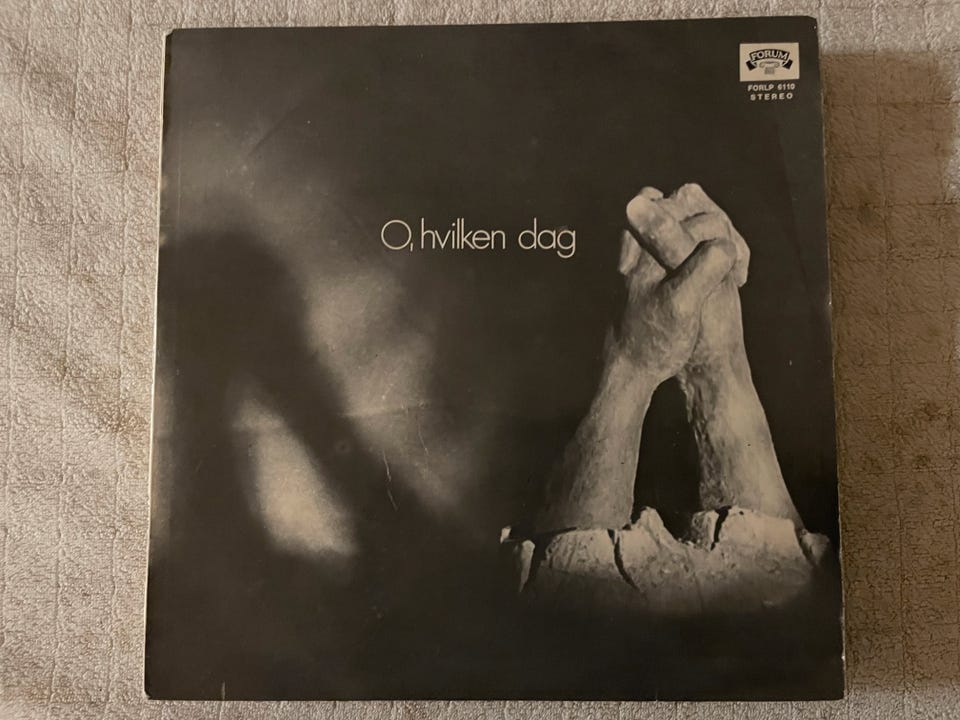 FORUM
FORLP 6110
STEREO
O, hvilken dag